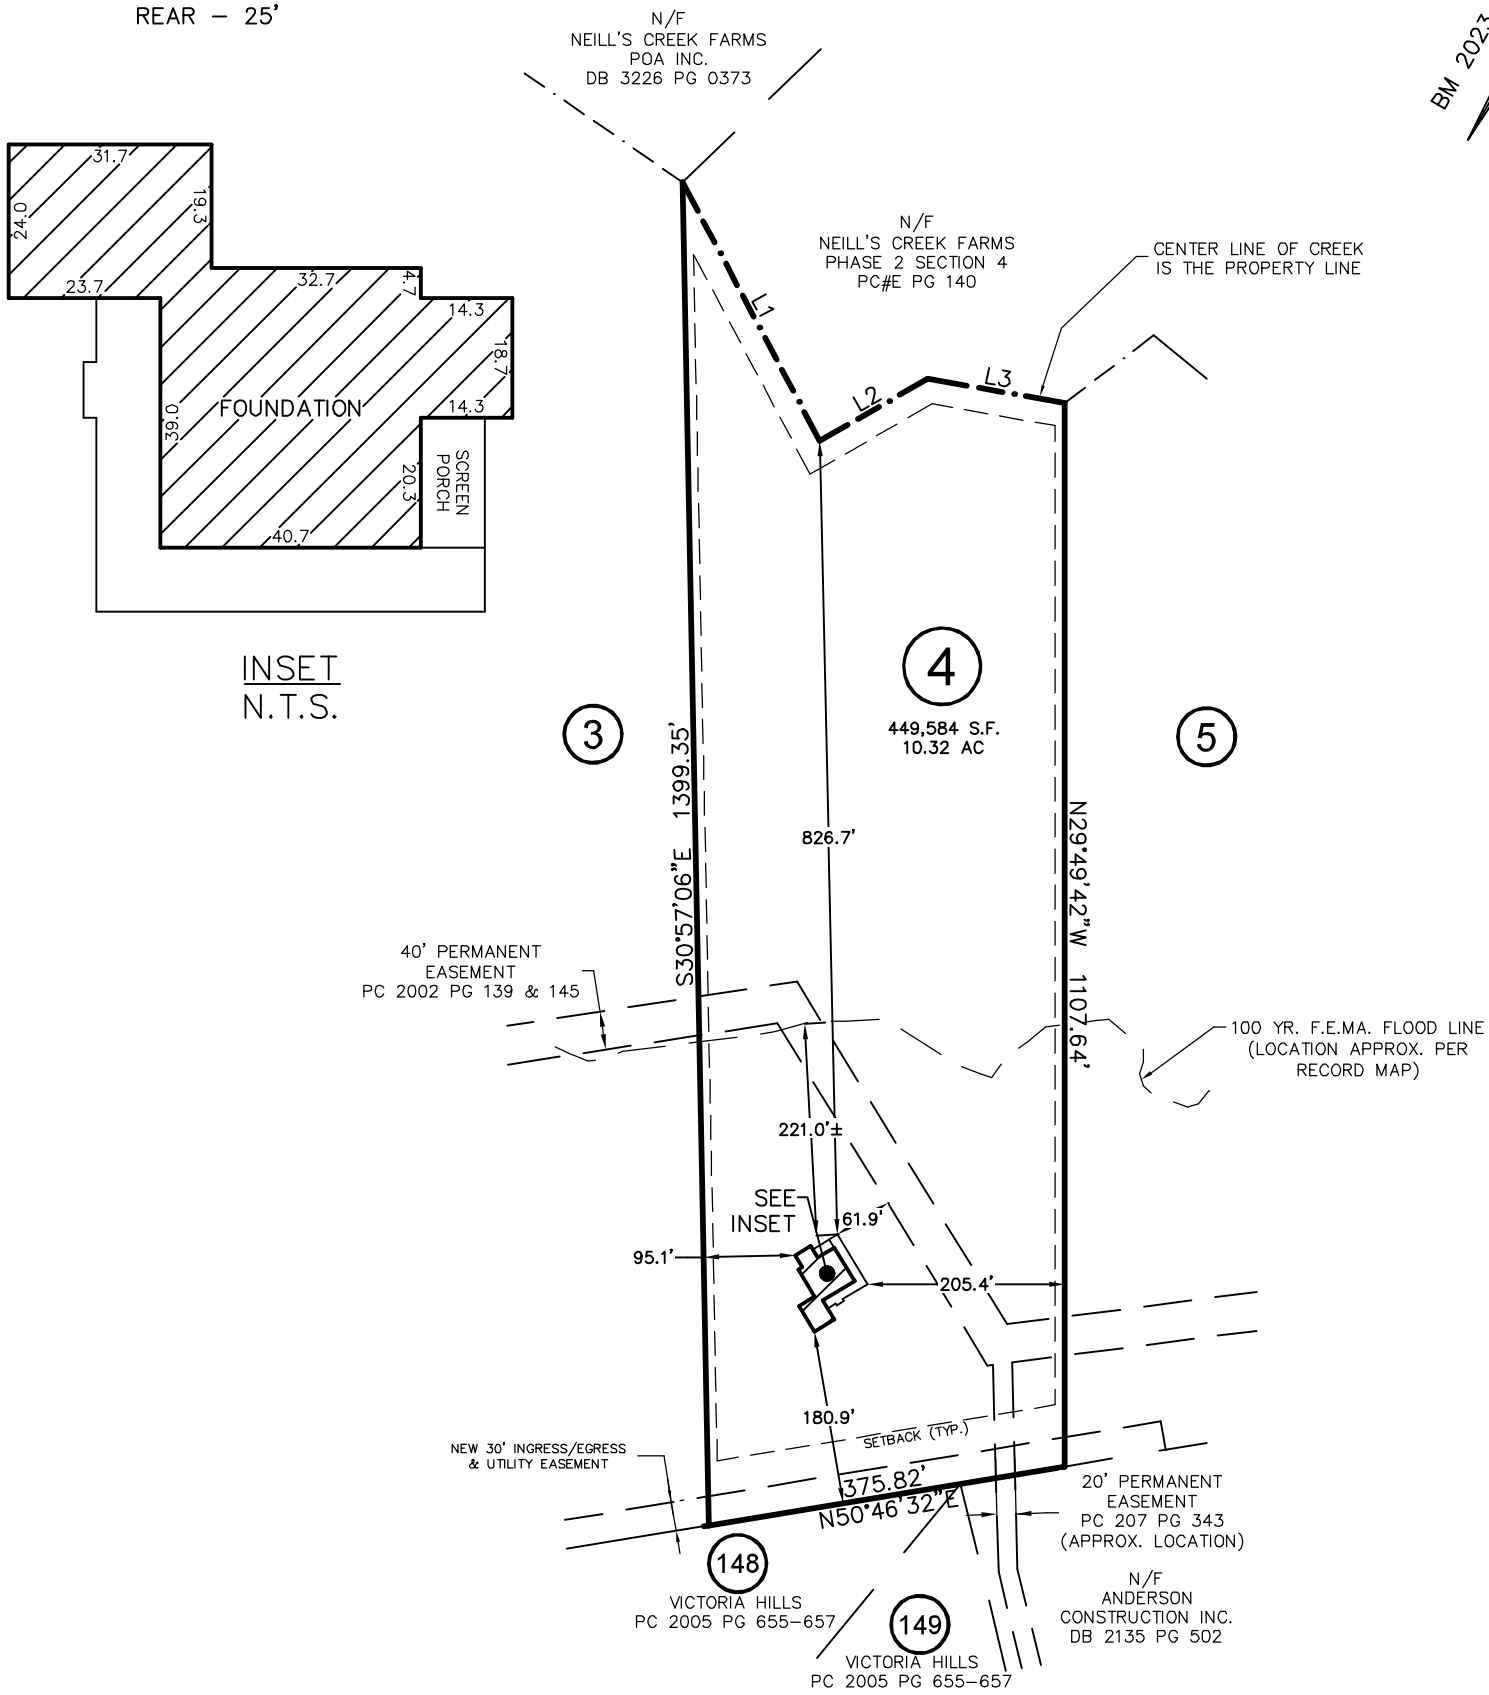 REAR – 25'
N/F
NEILL'S CREEK FARMS
POA INC.
DB 3226 PG 0373
BM 2023
31.7
24.0
19.3
23.7
32.7
4.7
14.3
18.7
14.3
39.0
FOUNDATION
20.3
SCREEN
PORCH
40.7
INSET
N.T.S.
N/F
NEILL'S CREEK FARMS
PHASE 2 SECTION 4
PC#E PG 140
CENTER LINE OF CREEK
IS THE PROPERTY LINE
L1
L2
L3
3
4
449,584 S.F.
10.32 AC
5
S30°57'06"E 1399.35'
826.7'
N29°49'42"W 1107.64'
40' PERMANENT
EASEMENT
PC 2002 PG 139 & 145
100 YR. F.E.MA. FLOOD LINE
(LOCATION APPROX. PER
RECORD MAP)
221.0'±
SEE
INSET
61.9'
95.1'
205.4'
180.9'
SETBACK (TYP.)
NEW 30' INGRESS/EGRESS
& UTILITY EASEMENT
375.82'
N50°46'32"E
20' PERMANENT
EASEMENT
PC 207 PG 343
(APPROX. LOCATION)
148
VICTORIA HILLS
PC 2005 PG 655–657
149
VICTORIA HILLS
PC 2005 PG 655–657
N/F
ANDERSON
CONSTRUCTION INC.
DB 2135 PG 502